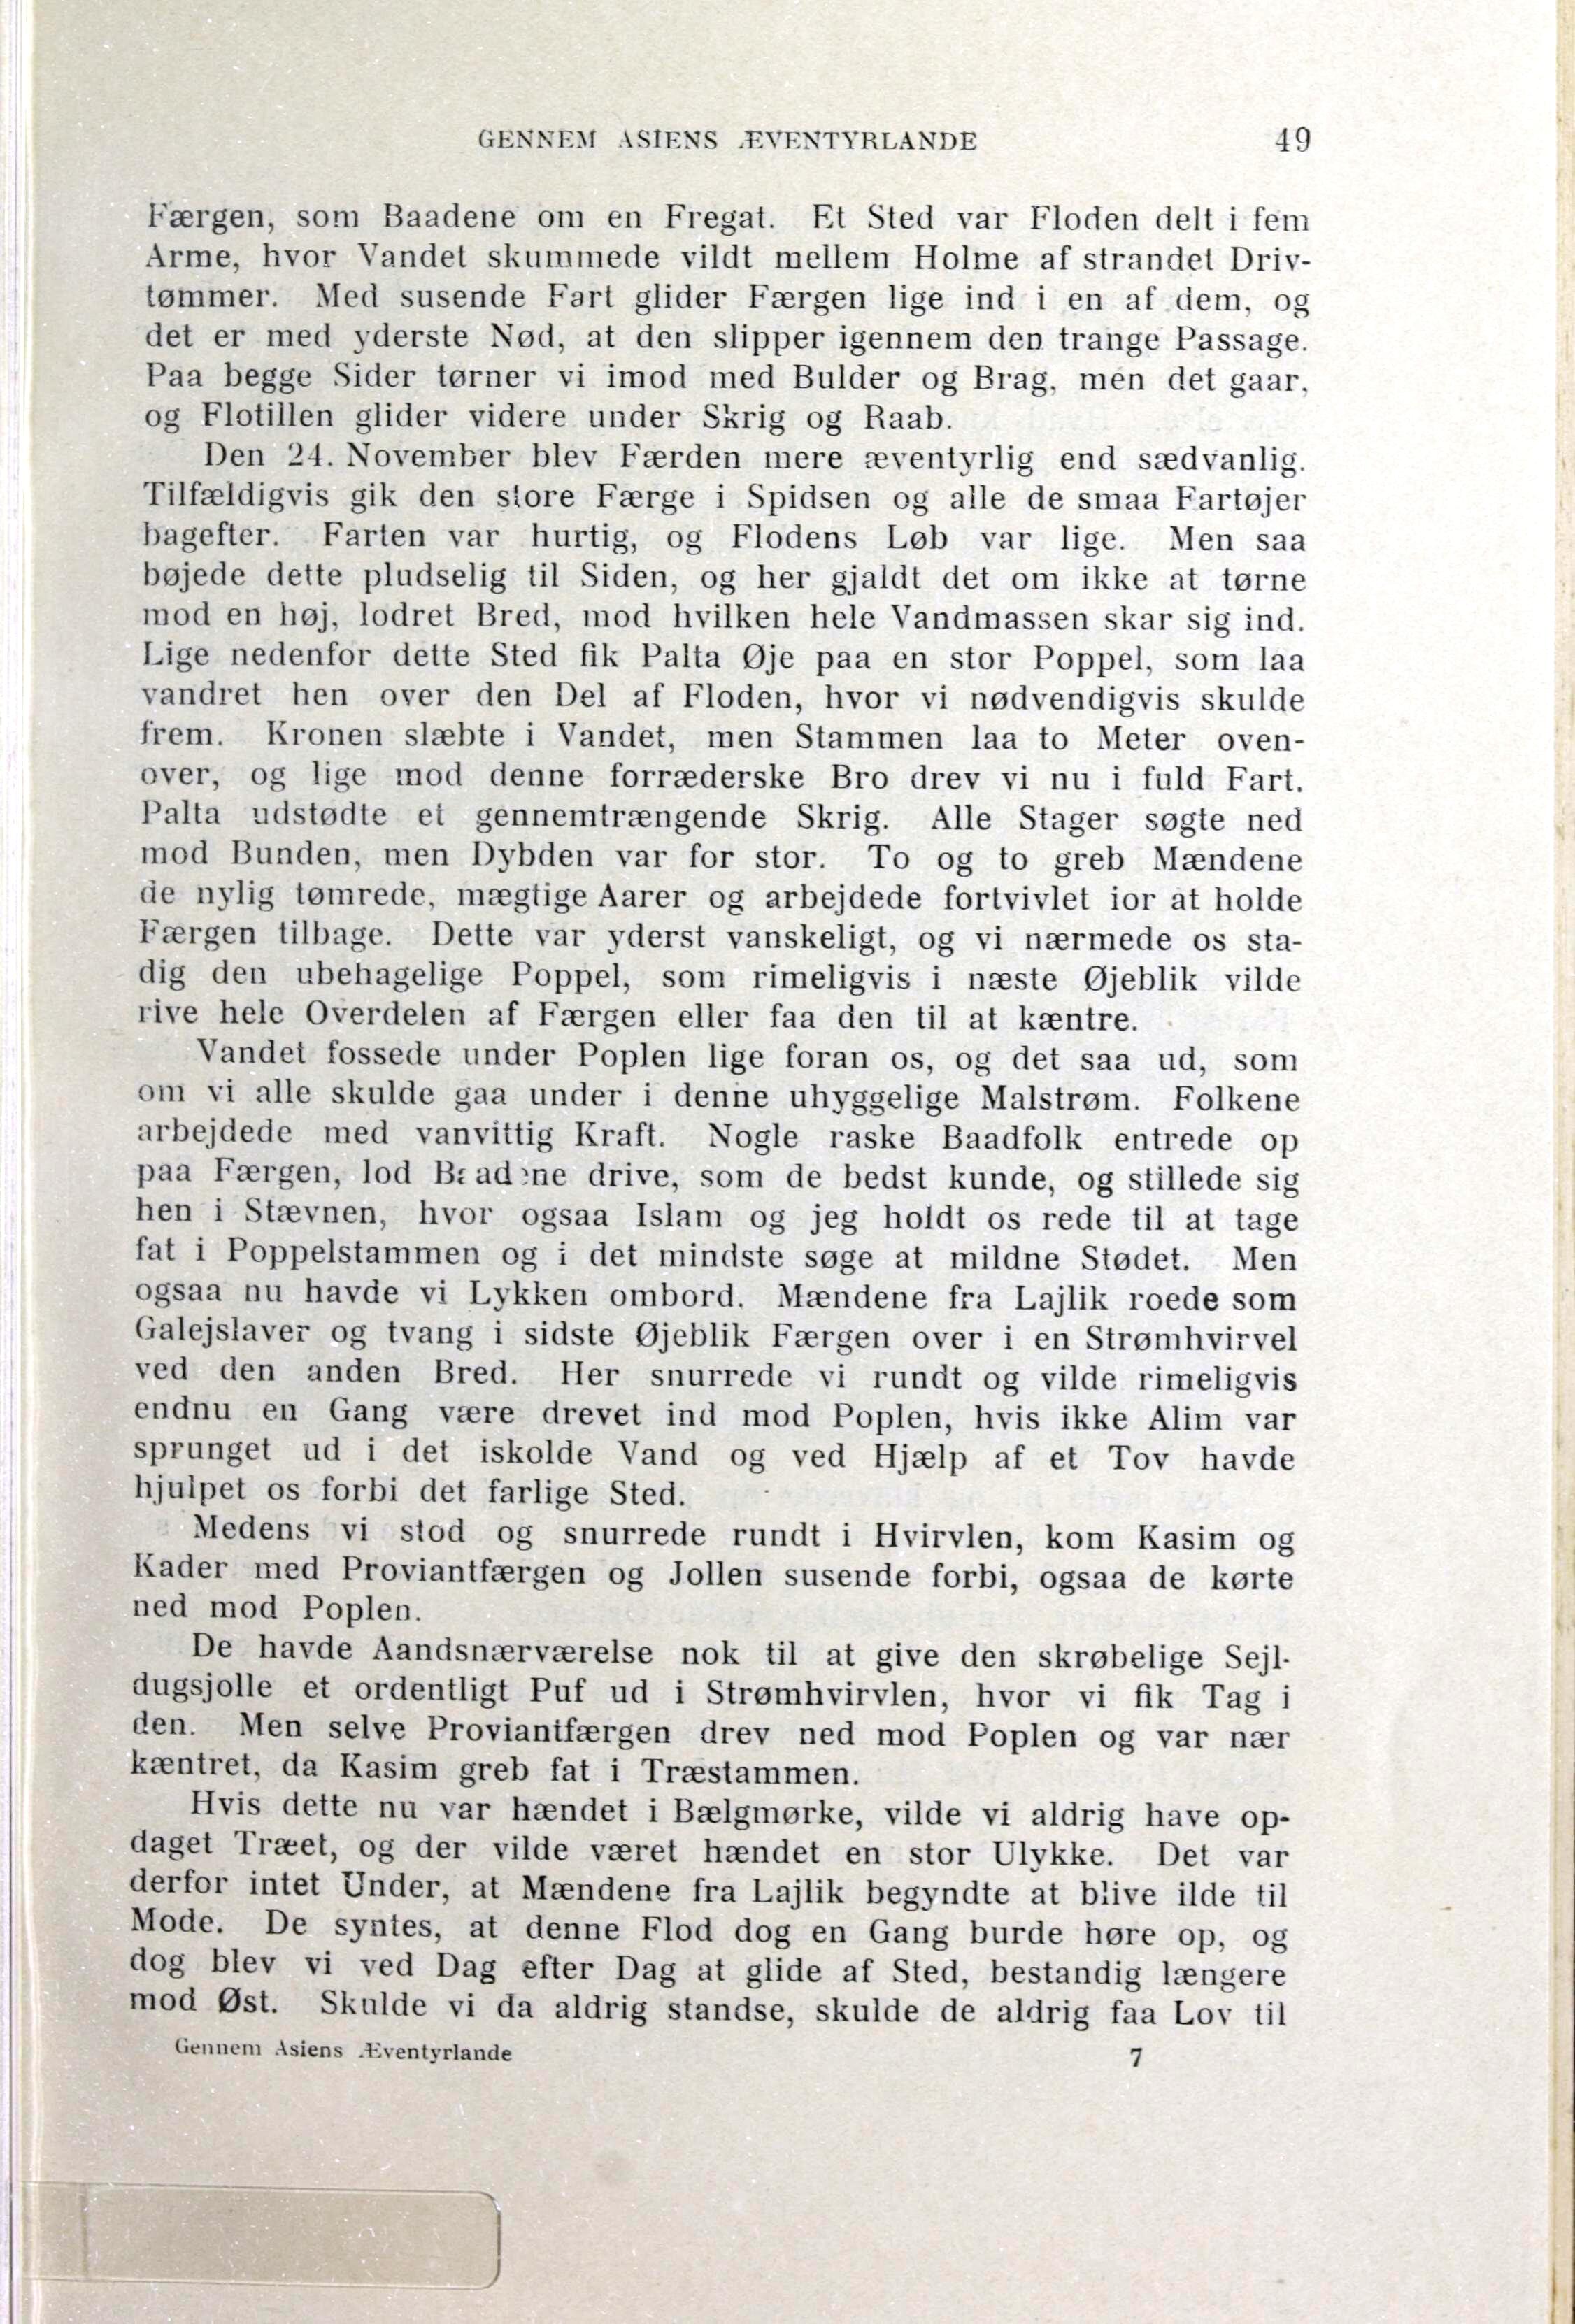 GENNEM ASIENS ÆVENTYRLANDE 49
Færgen, som Baadene om en Fregat. Et Sted var Floden delt i fem
Arme, hvor Vandet skummede vildt mellem Holme af strandet Driv-
tømmer. Med susende Fart glider Færgen lige ind i en af dem, og
det er med yderste Nød, at den slipper igennem den trange Passage.
Paa begge Sider tørner vi imod med Bulder og Brag, men det gaar,
og Flotillen glider videre under Skrig og Raab.
Den 24. November blev Færden mere æventyrlig end sædvanlig.
Tilfældigvis gik den store Færge i Spidsen og alle de smaa Fartøjer
bagefter. Farten var hurtig, og Flodens Løb var lige. Men saa
bøjede dette pludselig til Siden, og her gjaldt det om ikke at tørne
mod en høj, lodret Bred, mod hvilken hele Vandmassen skar sig ind.
Lige nedenfor dette Sted fik Palta Øje paa en stor Poppel, som laa
vandret hen over den Del af Floden, hvor vi nødvendigvis skulde
frem. Kronen slæbte i Vandet, men Stammen laa to Meter oven-
over, og lige mod denne forræderske Bro drev vi nu i fuld Fart.
Palta udstødte et gennemtrængende Skrig. Alle Stager søgte ned
mod Bunden, men Dybden var for stor. To og to greb Mændene
de nylig tømrede, mægtige Aarer og arbejdede fortvivlet ior at holde
Færgen tilbage. Dette var yderst vanskeligt, og vi nærmede os sta-
dig den ubehagelige Poppel, som rimeligvis i næste Øjeblik vilde
rive hele Overdelen af Færgen eller faa den til at kæntre.
Vandet fossede under Poplen lige foran os, og det saa ud, som
om vi alle skulde gaa under i denne uhyggelige Malstrøm. Folkene
arbejdede med vanvittig Kraft. Nogle raske Baadfolk entrede op
paa Færgen, lod Baadene drive, som de bedst kunde, og stillede sig
hen i Stævnen, hvor ogsaa Islam og jeg holdt os rede til at tage
fat i Poppelstammen og i det mindste søge at mildne Stødet. Men
ogsaa nu havde vi Lykken ombord. Mændene fra Lajlik roede som
Galejslaver og tvang i sidste Øjeblik Færgen over i en Strømhvirvel
ved den anden Bred. Her snurrede vi rundt og vilde rimeligvis
endnu en Gang være drevet ind mod Poplen, hvis ikke Alim var
sprunget ud i det iskolde Vand og ved Hjælp af et Tov havde
hjulpet os forbi det farlige Sted.
Medens vi stod og snurrede rundt i Hvirvlen, kom Kasim og
Kader med Proviantfærgen og Jollen susende forbi, ogsaa de kørte
ned mod Poplen.
De havde Aandsnærværelse nok til at give den skrøbelige Sejl-
dugsjolle et ordentligt Puf ud i Strømhvirvlen, hvor vi fik Tag i
den. Men selve Proviantfærgen drev ned mod Poplen og var nær
kæntret, da Kasim greb fat i Træstammen.
Hvis dette nu var hændet i Bælgmørke, vilde vi aldrig have op-
daget Træet, og der vilde været hændet en stor Ulykke. Det var
derfor intet Under, at Mændene fra Lajlik begyndte at blive ilde til
Mode. De syntes, at denne Flod dog en Gang burde høre op, og
dog blev vi ved Dag efter Dag at glide af Sted, bestandig længere
mod Øst. Skulde vi da aldrig standse, skulde de aldrig faa Lov til
Gennem Asiens Æventyrlande 7